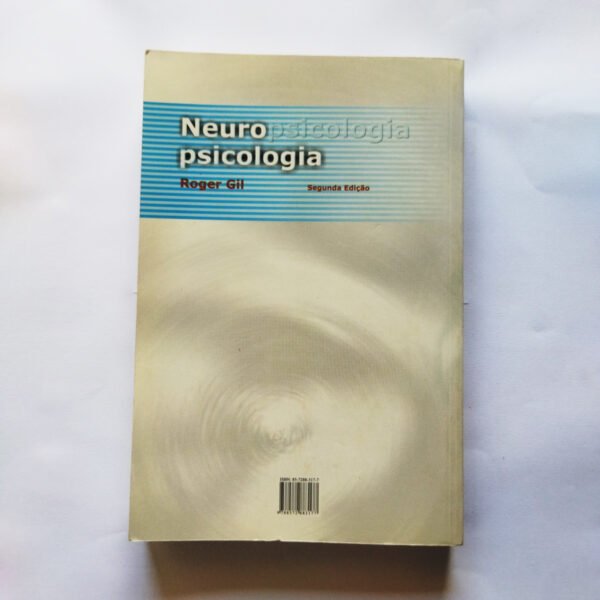 Neuropsicologia
psicologia
Roger Gil
Segunda Edição